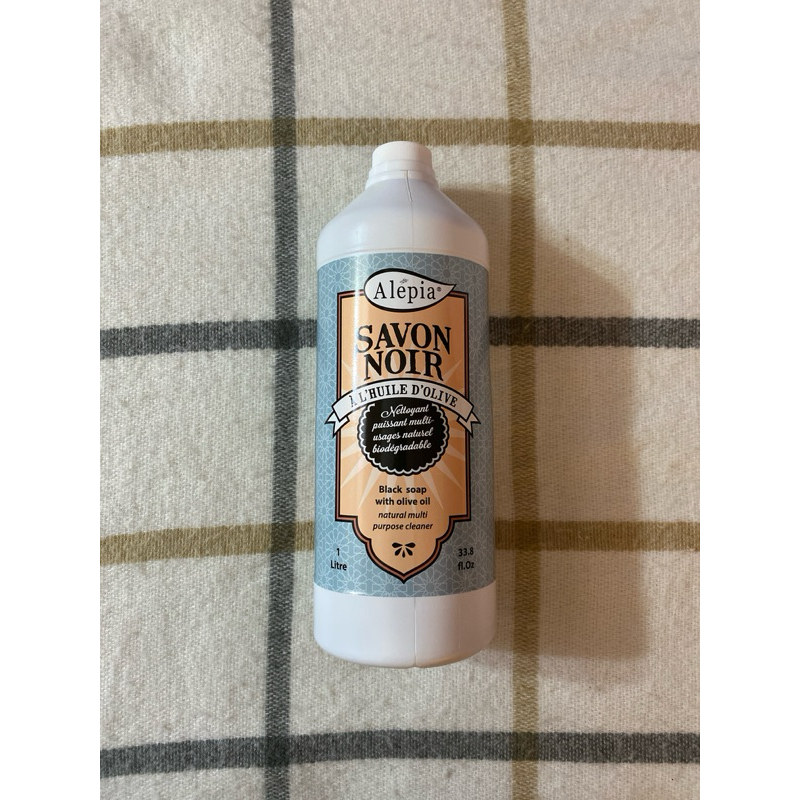 Alepia®
SAVON
NOIR
À L'HUILE D'OLIVE
Nettoyant
puissant multi-
usages naturel
biodégradable
Black soap
with olive oil
natural multi
purpose cleaner
1
Litre
33.8
fl.Oz